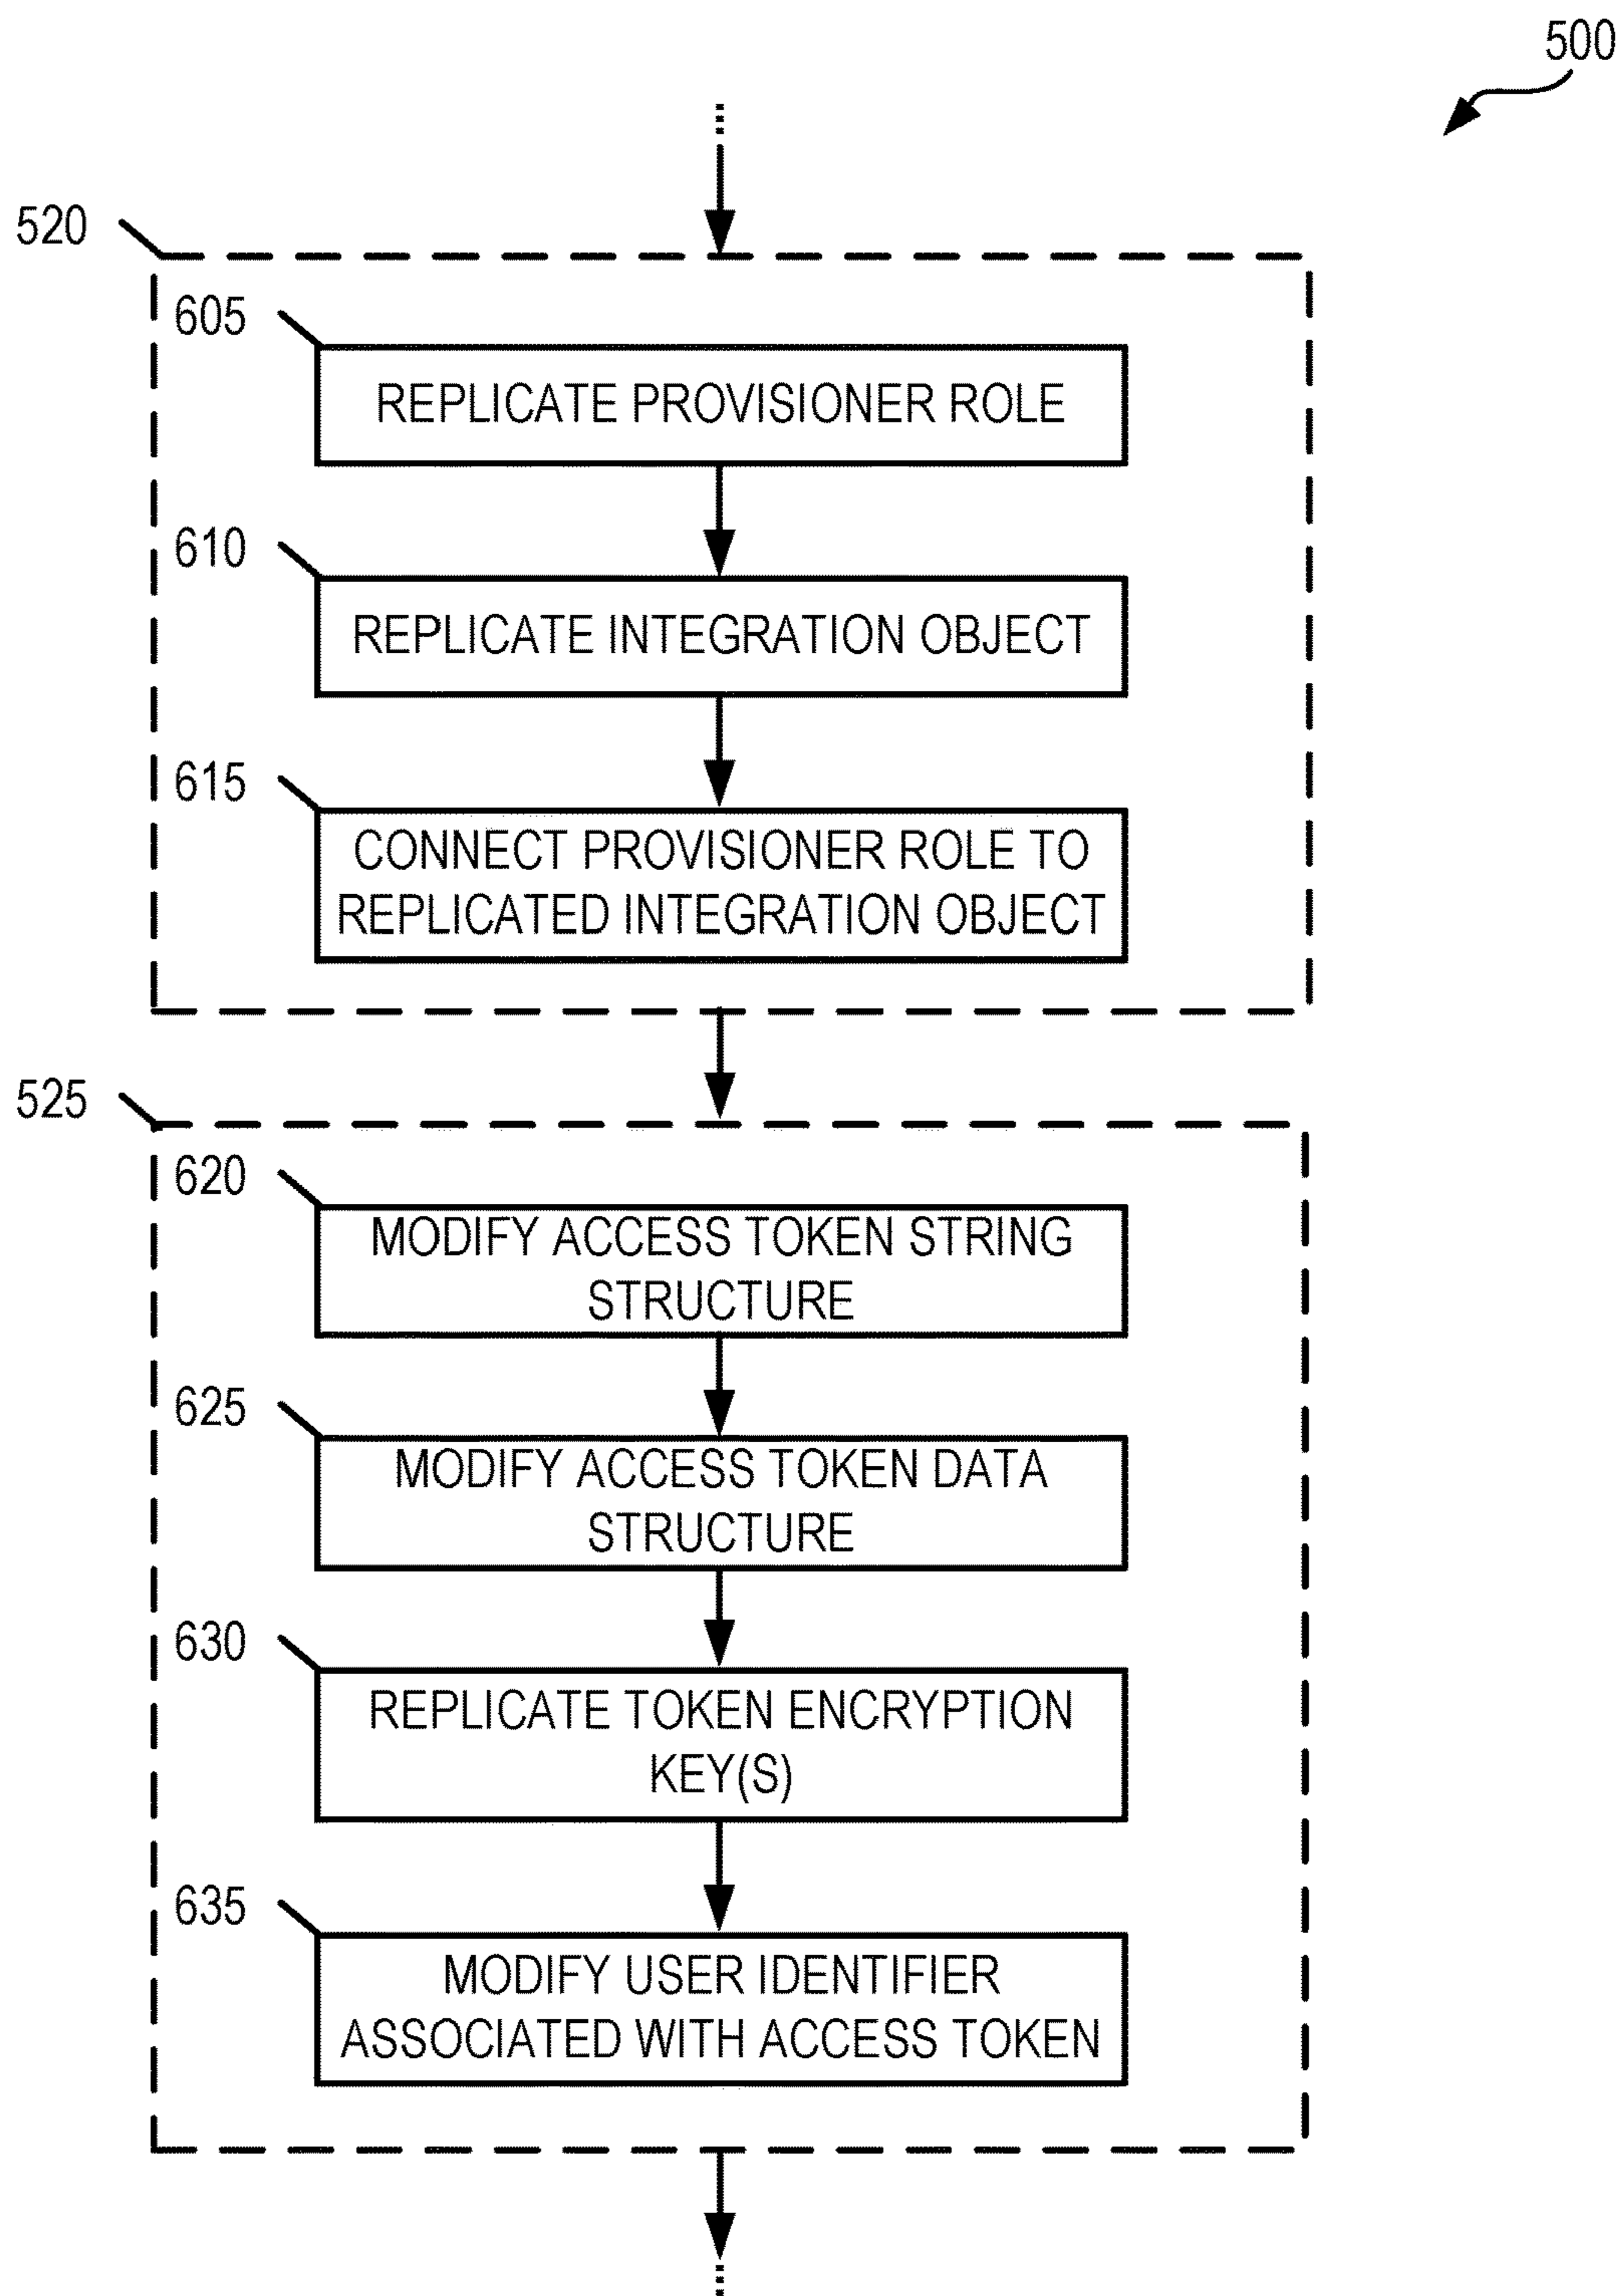 500
520
605
REPLICATE PROVISIONER ROLE
610
REPLICATE INTEGRATION OBJECT
615
CONNECT PROVISIONER ROLE TO
REPLICATED INTEGRATION OBJECT
525
620
MODIFY ACCESS TOKEN STRING
STRUCTURE
625
MODIFY ACCESS TOKEN DATA
STRUCTURE
630
REPLICATE TOKEN ENCRYPTION
KEY(S)
635
MODIFY USER IDENTIFIER
ASSOCIATED WITH ACCESS TOKEN